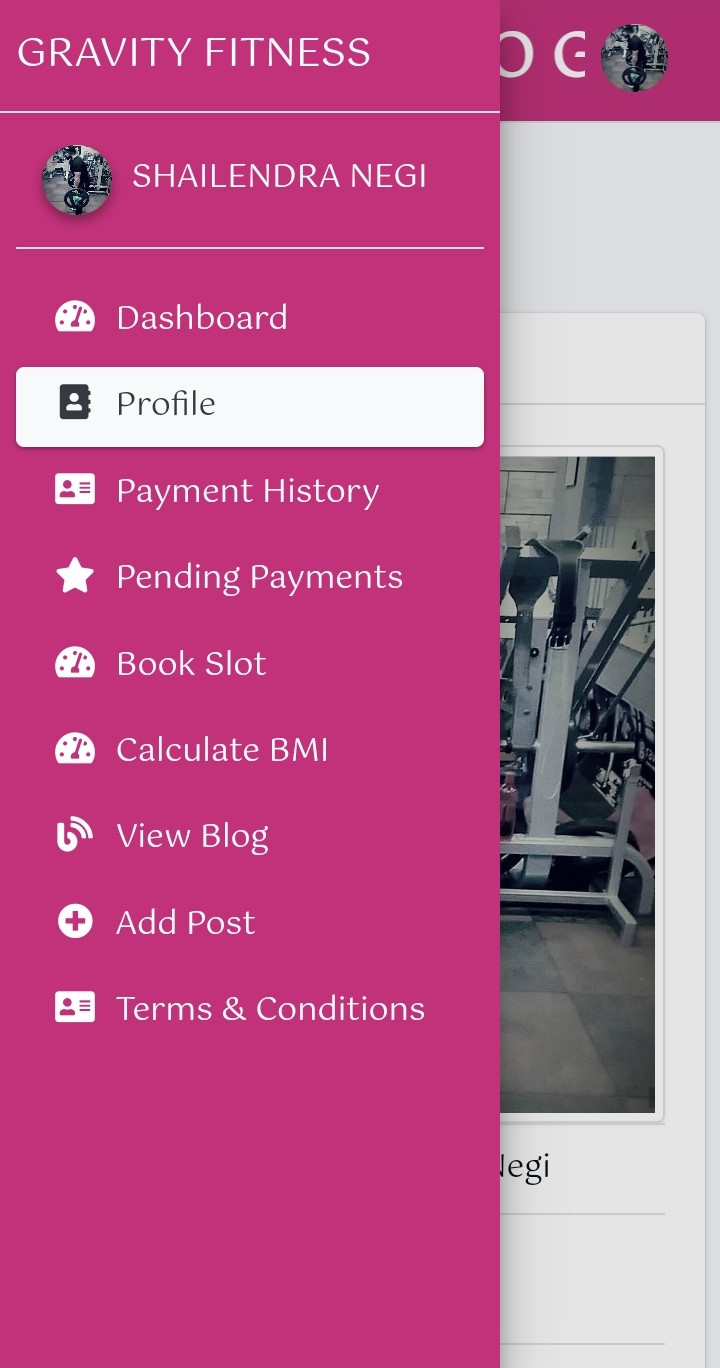 GRAVITY FITNESS
SHAILENDRA NEGI
Dashboard
Profile
Payment History
Pending Payments
Book Slot
Calculate BMI
View Blog
Add Post
Terms & Conditions
Negi